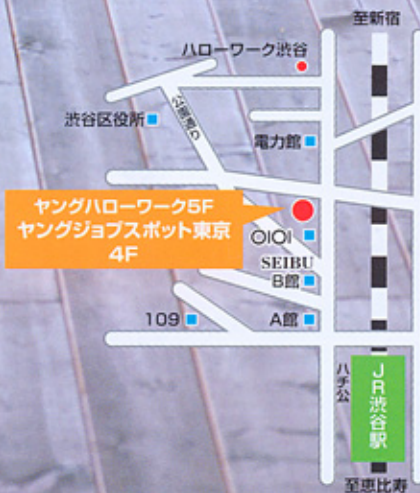 至新宿
ハローワーク渋谷
渋谷区役所
公園通り
電力館
ヤングハローワーク5F
ヤングジョブスポット東京
4F
OIOI
SEIBU
B館
109
A館
ハチ公
JR渋谷駅
至恵比寿